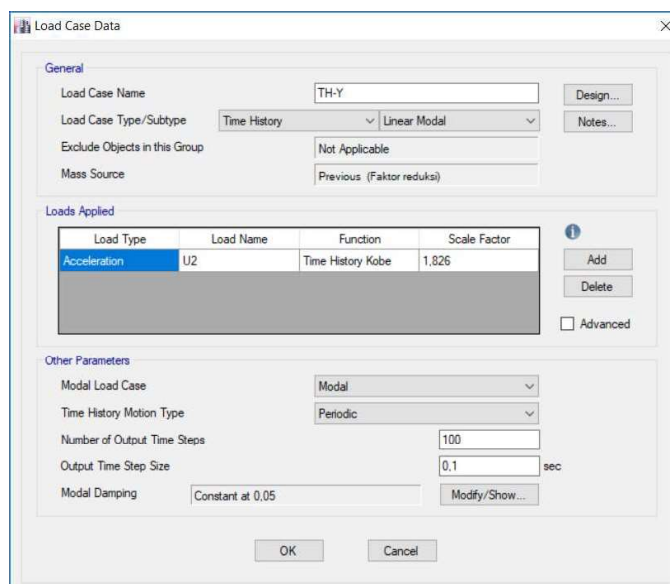 Load Case Data
General
Load Case Name TH-Y Design...
Load Case Type/Subtype Time History Linear Modal Notes...
Exclude Objects in this Group Not Applicable
Mass Source Previous (Faktor reduksi)
Loads Applied
Load Type Load Name Function Scale Factor
Acceleration U2 Time History Kobe 1,826
Add
Delete
Advanced
Other Parameters
Modal Load Case Modal
Time History Motion Type Periodic
Number of Output Time Steps 100
Output Time Step Size 0,1 sec
Modal Damping Constant at 0,05 Modify/Show...
OK Cancel